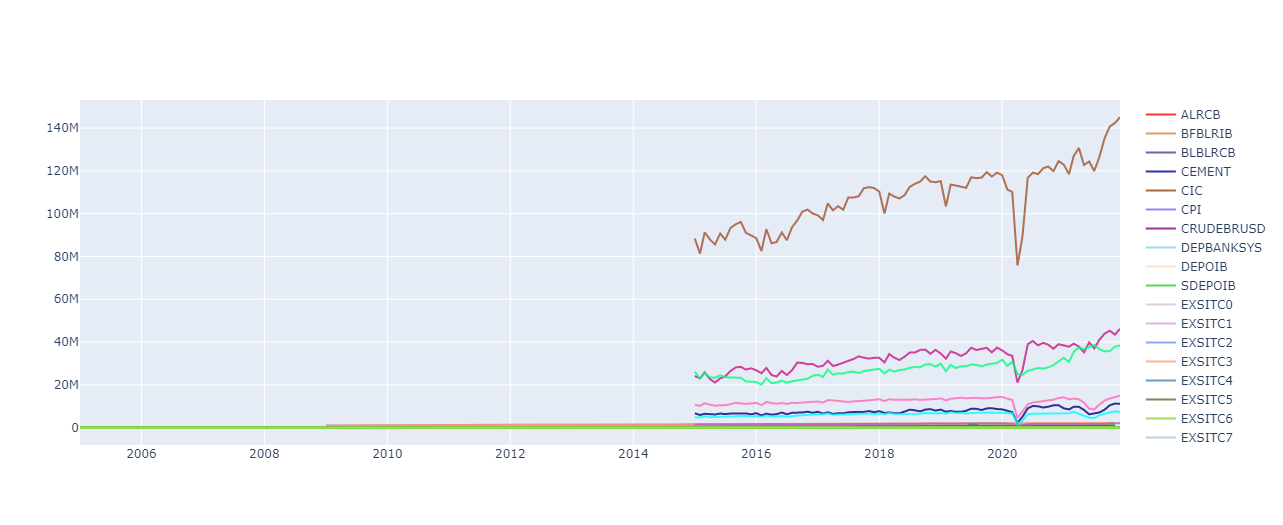 140M
120M
100M
80M
60M
40M
20M
0
2006 2008 2010 2012 2014 2016 2018 2020
ALRCB
BFBLRIB
BLBLRCB
CEMENT
CIC
CPI
CRUDEBRUSD
DEPBANKSYS
DEPOIB
SDEPOIB
EXSITC0
EXSITC1
EXSITC2
EXSITC3
EXSITC4
EXSITC5
EXSITC6
EXSITC7